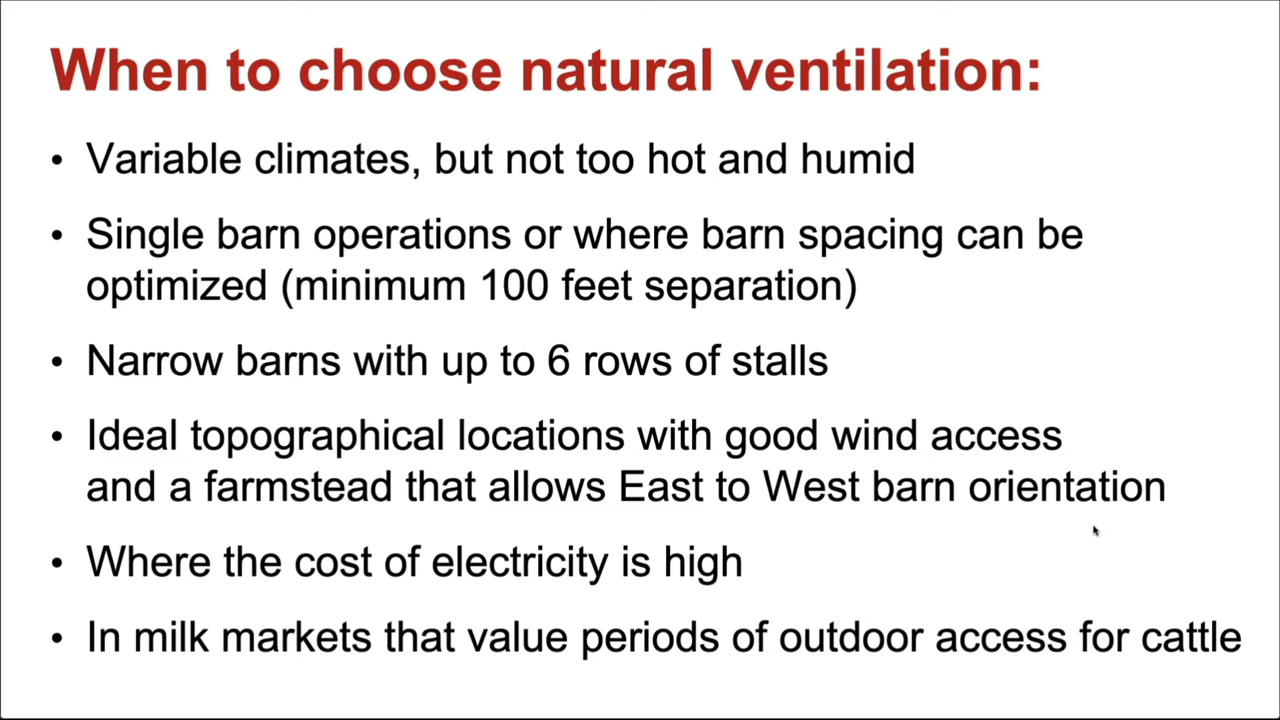 When to choose natural ventilation:
• Variable climates, but not too hot and humid
• Single barn operations or where barn spacing can be
optimized (minimum 100 feet separation)
• Narrow barns with up to 6 rows of stalls
• Ideal topographical locations with good wind access
and a farmstead that allows East to West barn orientation
• Where the cost of electricity is high
• In milk markets that value periods of outdoor access for cattle